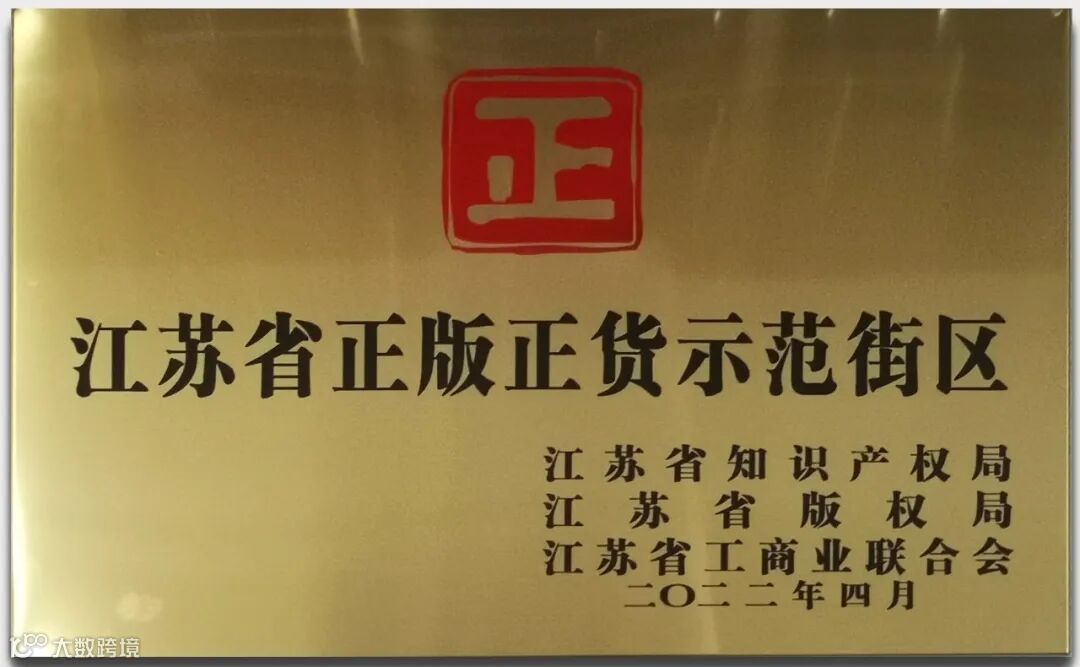 正
江苏省正版正货示范街区
江苏省知识产权局
江苏省版权局
江苏省工商业联合会
二〇二二年四月
大数跨境